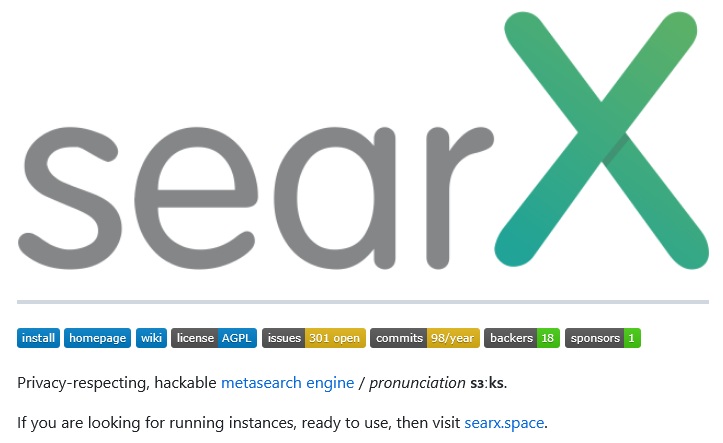 searX
install homepage wiki license AGPL issues 301 open commits 98/year backers 18 sponsors 1
Privacy-respecting, hackable metasearch engine / pronunciation sɜːks.
If you are looking for running instances, ready to use, then visit searx.space.